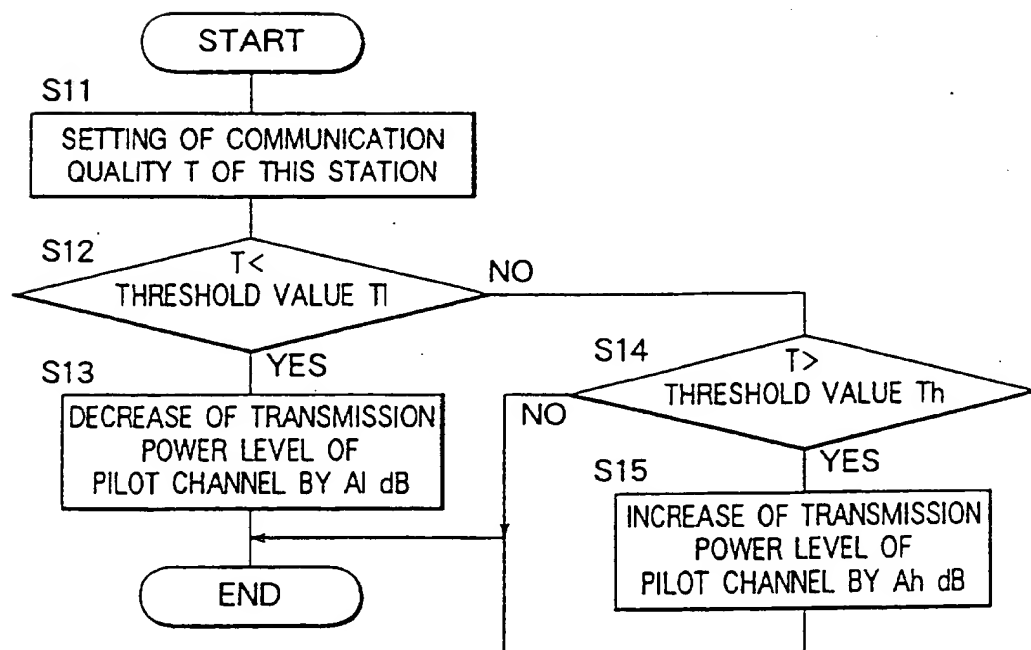 START
S11
SETTING OF COMMUNICATION
QUALITY T OF THIS STATION
S12
T<
THRESHOLD VALUE Tl
NO
YES
S13
DECREASE OF TRANSMISSION
POWER LEVEL OF
PILOT CHANNEL BY Al dB
S14
T>
THRESHOLD VALUE Th
NO
YES
S15
INCREASE OF TRANSMISSION
POWER LEVEL OF
PILOT CHANNEL BY Ah dB
END